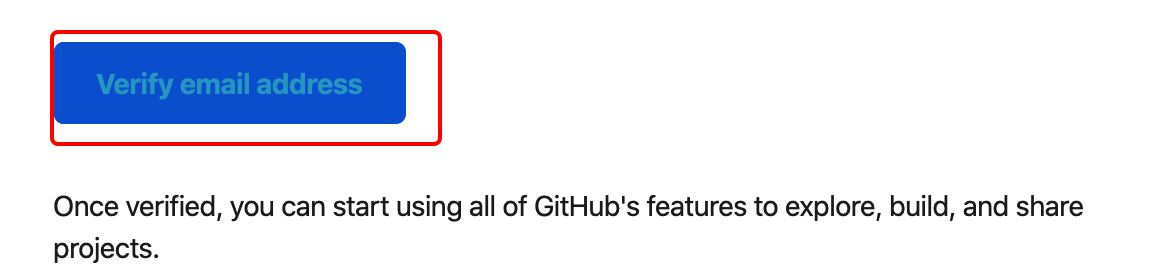 Verify email address
Once verified, you can start using all of GitHub's features to explore, build, and share
projects.